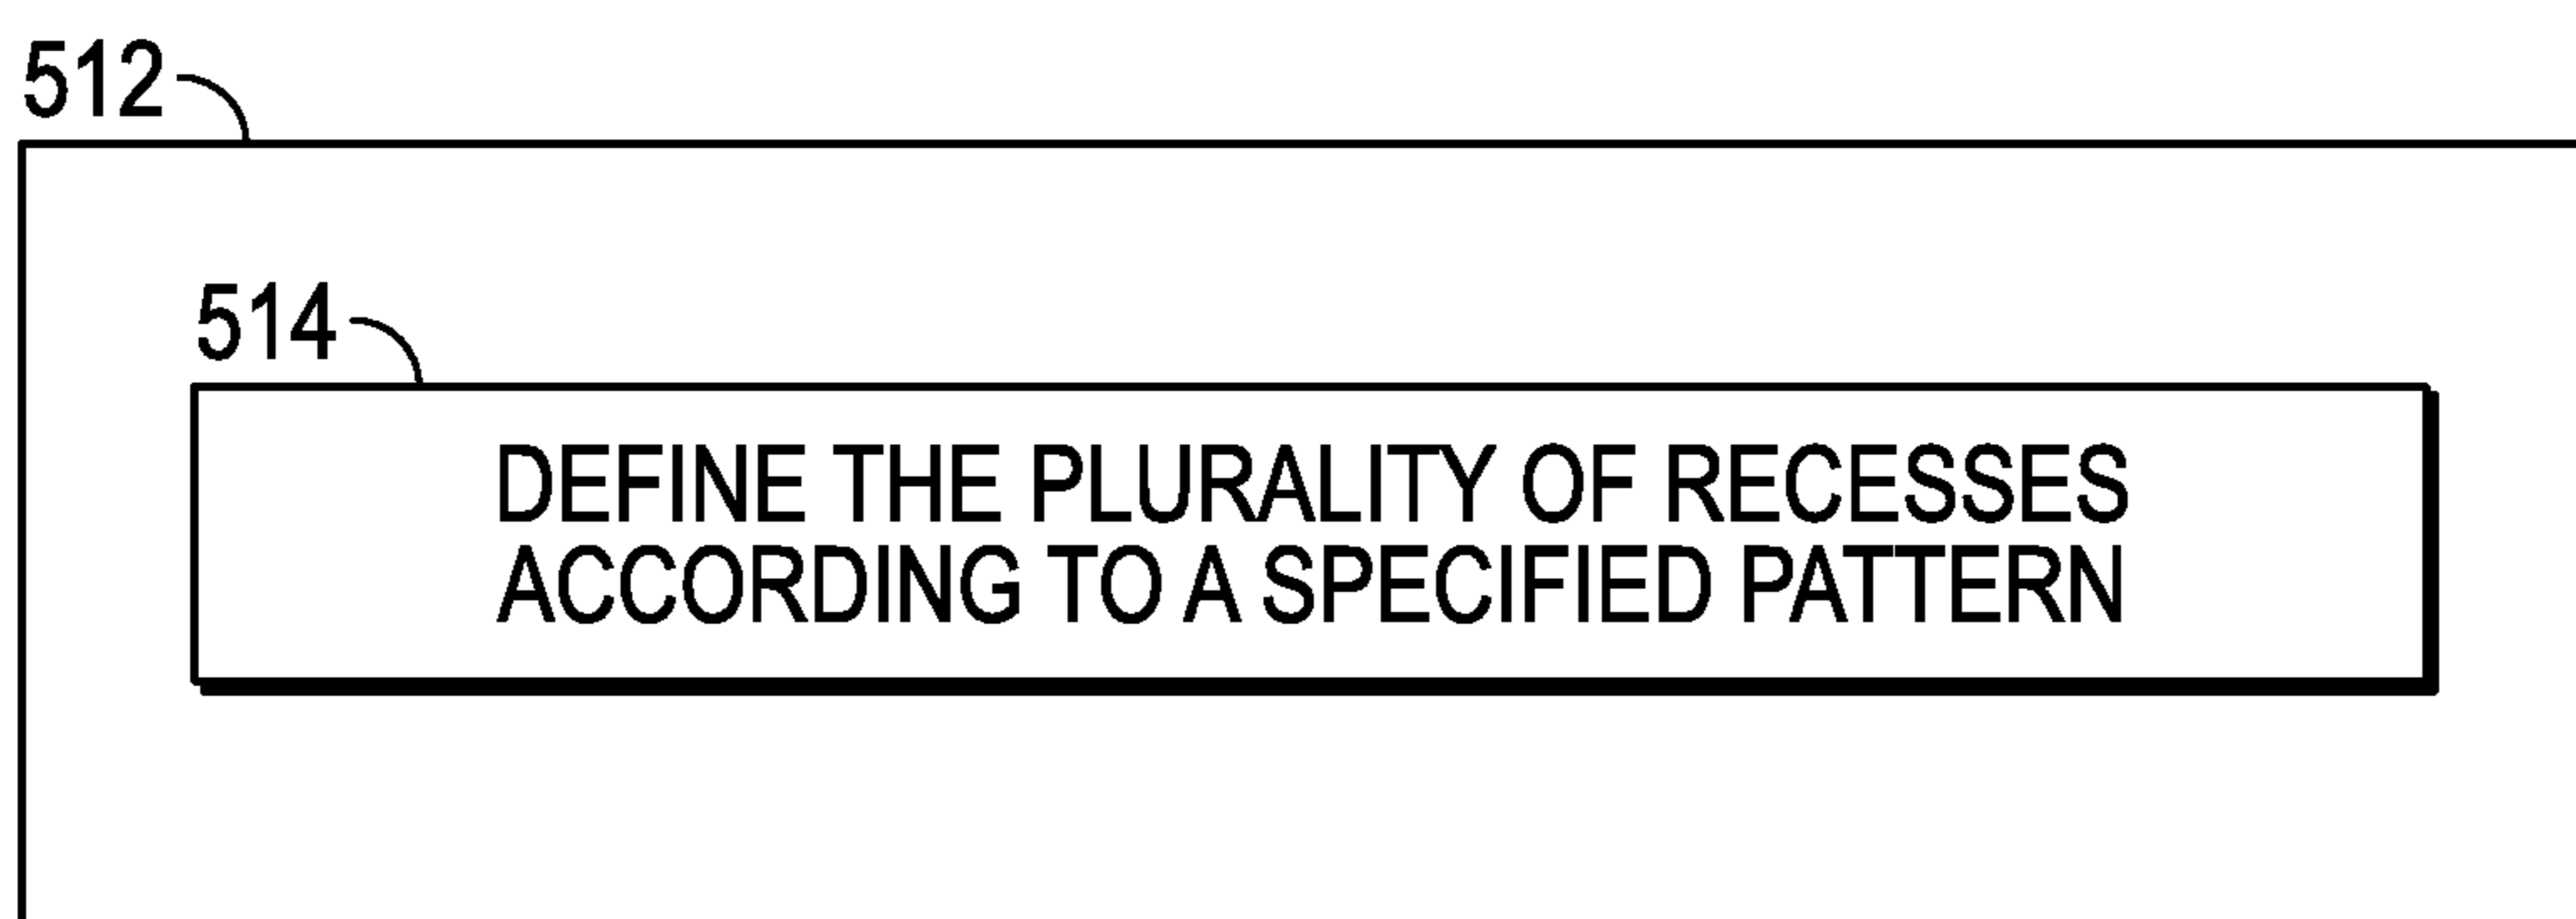 512
514
DEFINE THE PLURALITY OF RECESSES
ACCORDING TO A SPECIFIED PATTERN